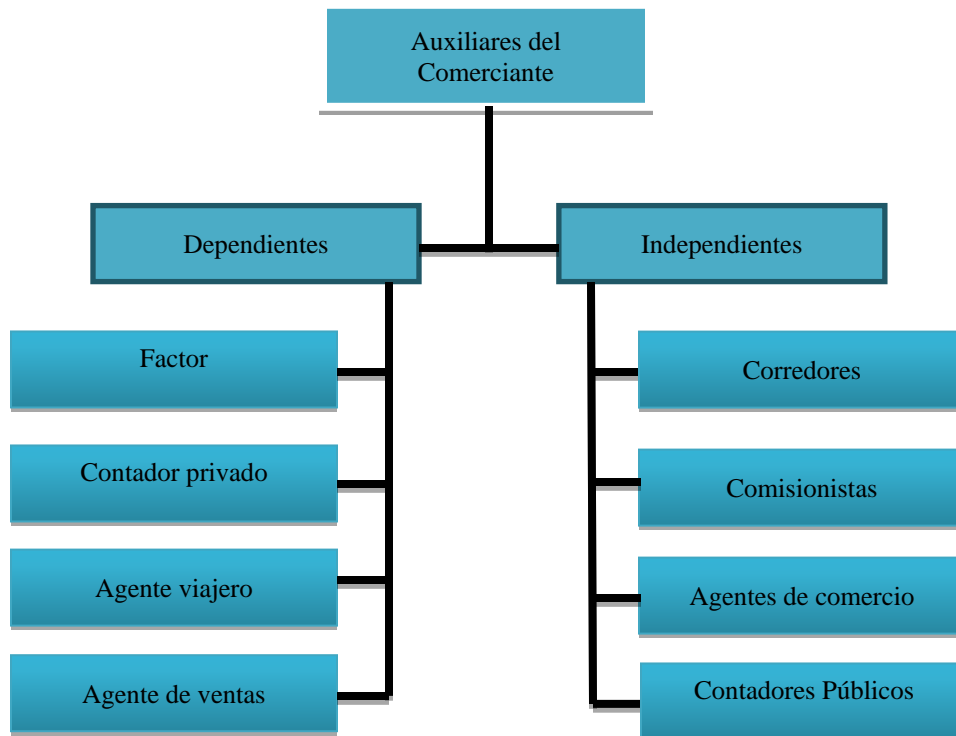 Auxiliares del
Comerciante
Dependientes
Independientes
Factor
Contador privado
Agente viajero
Agente de ventas
Corredores
Comisionistas
Agentes de comercio
Contadores Públicos